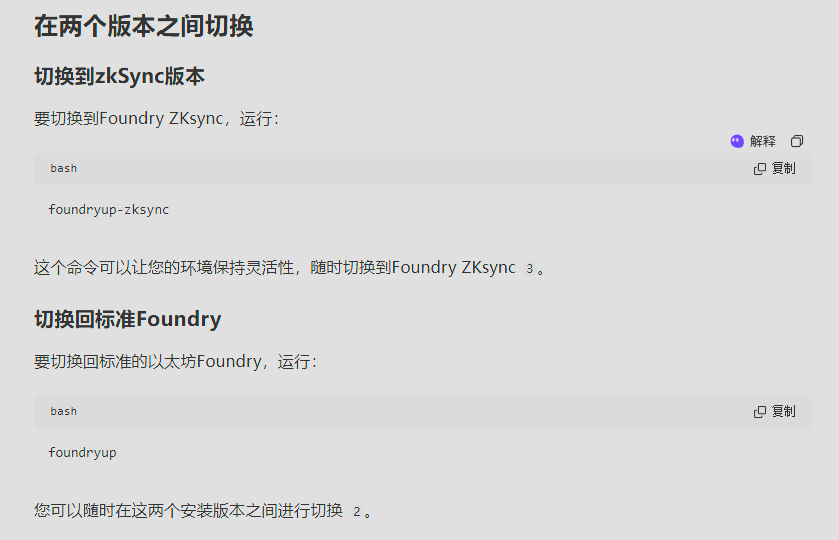 在两个版本之间切换
切换到zkSync版本
要切换到Foundry ZKsync，运行：
解释
bash
复制
foundryup-zksync
这个命令可以让您的环境保持灵活性，随时切换到Foundry ZKsync 3。
切换回标准Foundry
要切换回标准的以太坊Foundry，运行：
bash
复制
foundryup
您可以随时在这两个安装版本之间进行切换 2。